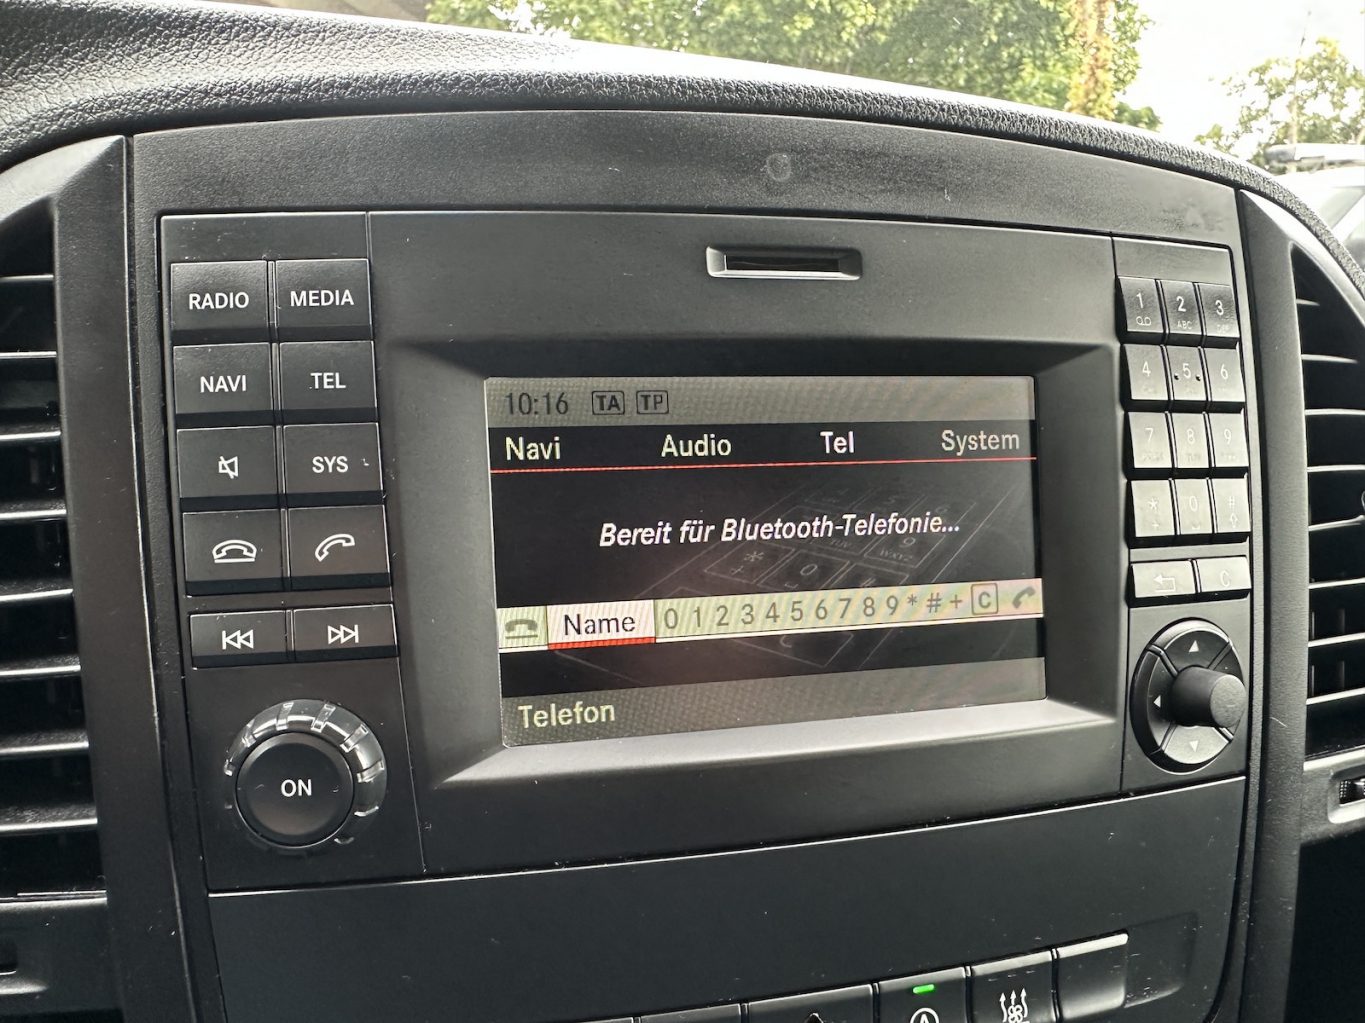 RADIO MEDIA
NAVI TEL
SYS
ON
10:16 TA TP
Navi Audio Tel System
Bereit für Bluetooth-Telefonie...
Name 0 1 2 3 4 5 6 7 8 9 * # + C
Telefon
1 2 ABC 3
4 5 6
7 8 9
* 0 #
+
C
A